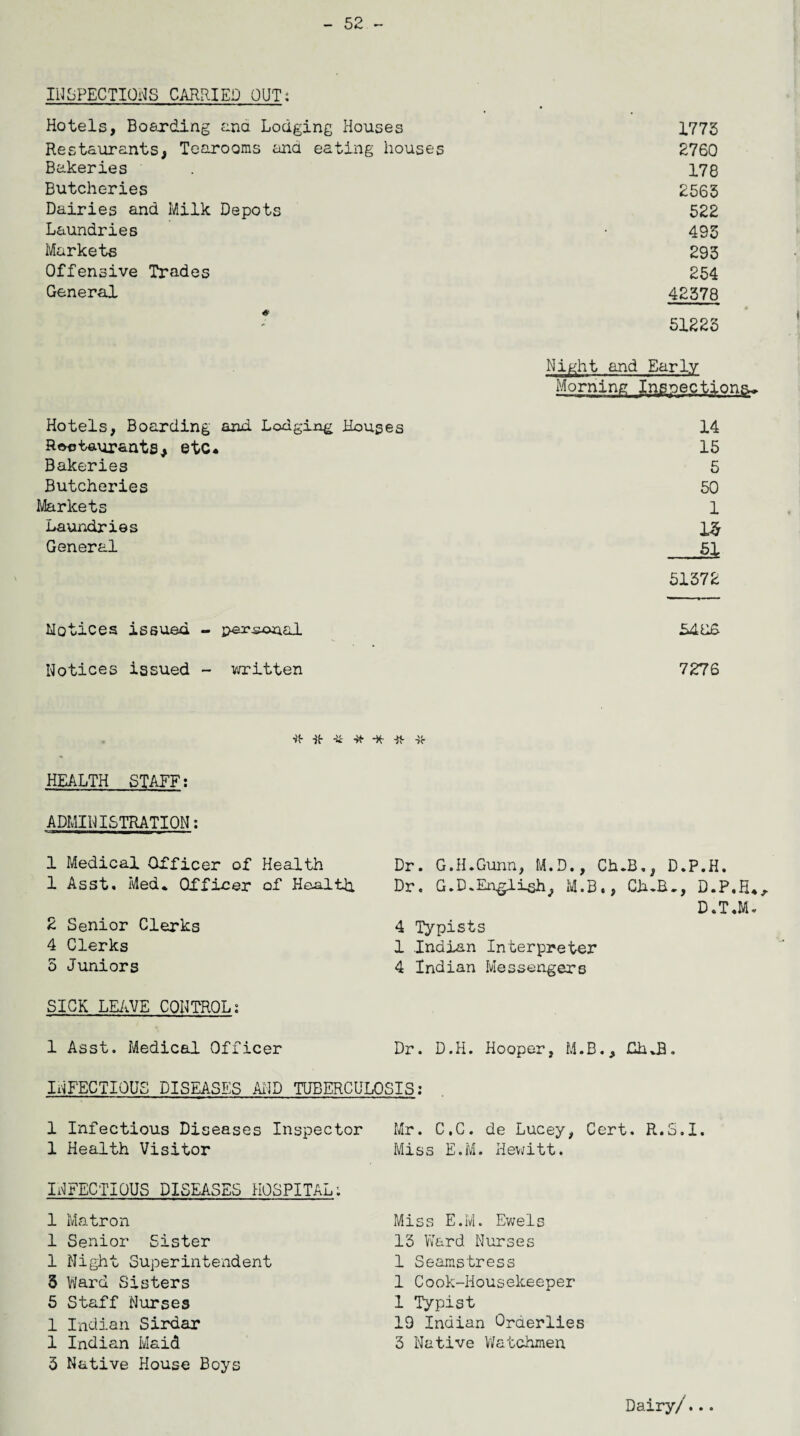 - 52 -
INSPECTIONS CARRIED OUT:
Hotels, Boarding and Lodging Houses 1773
Restaurants, Tearooms and eating houses 2760
Bakeries 178
Butcheries 2563
Dairies and Milk Depots 522
Laundries 493
Markets 293
Offensive Trades 254
General 42378
51223
Night and Early
Morning Inspections.
Hotels, Boarding and Lodging Houses 14
Restaurants, etc. 15
Bakeries 5
Butcheries 50
Markets 1
Laundries 13
General 51
51372
Notices issued - personal 5486
Notices issued - written 7276
* * * * * * *
HEALTH STAFF:
ADMINISTRATION:
1 Medical Officer of Health Dr. G.H.Gunn, M.D., Ch.B., D.P.H.
1 Asst. Med. Officer of Health Dr. G.D.English, M.B., Ch.B., D.P.H.,
D.T.M.
2 Senior Clerks 4 Typists
4 Clerks 1 Indian Interpreter
3 Juniors 4 Indian Messengers
SICK LEAVE CONTROL:
1 Asst. Medical Officer Dr. D.H. Hooper, M.B., Ch.B.
INFECTIOUS DISEASES AND TUBERCULOSIS:
1 Infectious Diseases Inspector Mr. C.C. de Lucey, Cert. R.S.I.
1 Health Visitor Miss E.M. Hewitt.
INFECTIOUS DISEASES HOSPITAL:
1 Matron Miss E.M. Ewels
1 Senior Sister 13 Ward Nurses
1 Night Superintendent 1 Seamstress
3 Ward Sisters 1 Cook-Housekeeper
5 Staff Nurses 1 Typist
1 Indian Sirdar 19 Indian Orderlies
1 Indian Maid 3 Native Watchmen
3 Native House Boys
Dairy/...